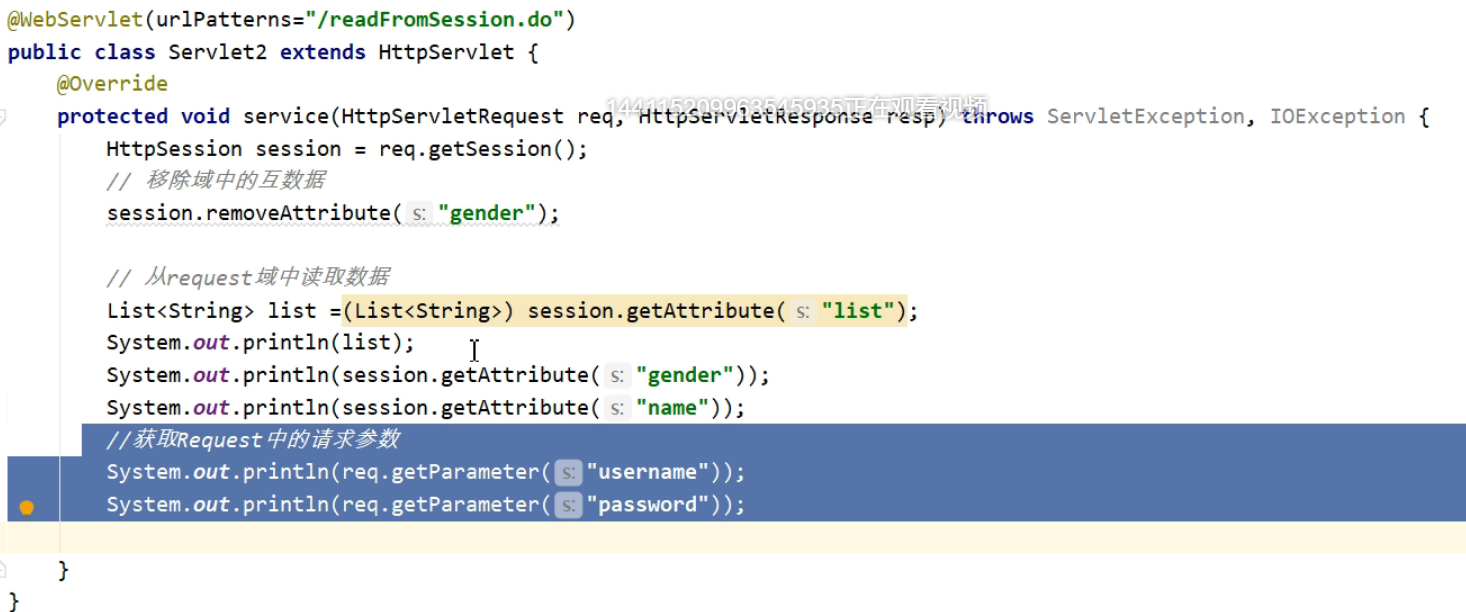 @WebServlet(urlPatterns="/readFromSession.do")
public class Servlet2 extends HttpServlet {
@Override
protected void service(HttpServletRequest req, HttpServletResponse resp) throws ServletException, IOException {
144115209963545935正在观看视频
HttpSession session = req.getSession();
// 移除域中的互数据
session.removeAttribute( s: "gender");
// 从request域中读取数据
List<String> list =(List<String>) session.getAttribute( s: "list");
System.out.println(list);
System.out.println(session.getAttribute( s: "gender"));
System.out.println(session.getAttribute( s: "name"));
//获取Request中的请求参数
System.out.println(req.getParameter( s: "username"));
System.out.println(req.getParameter( s: "password"));
}
}